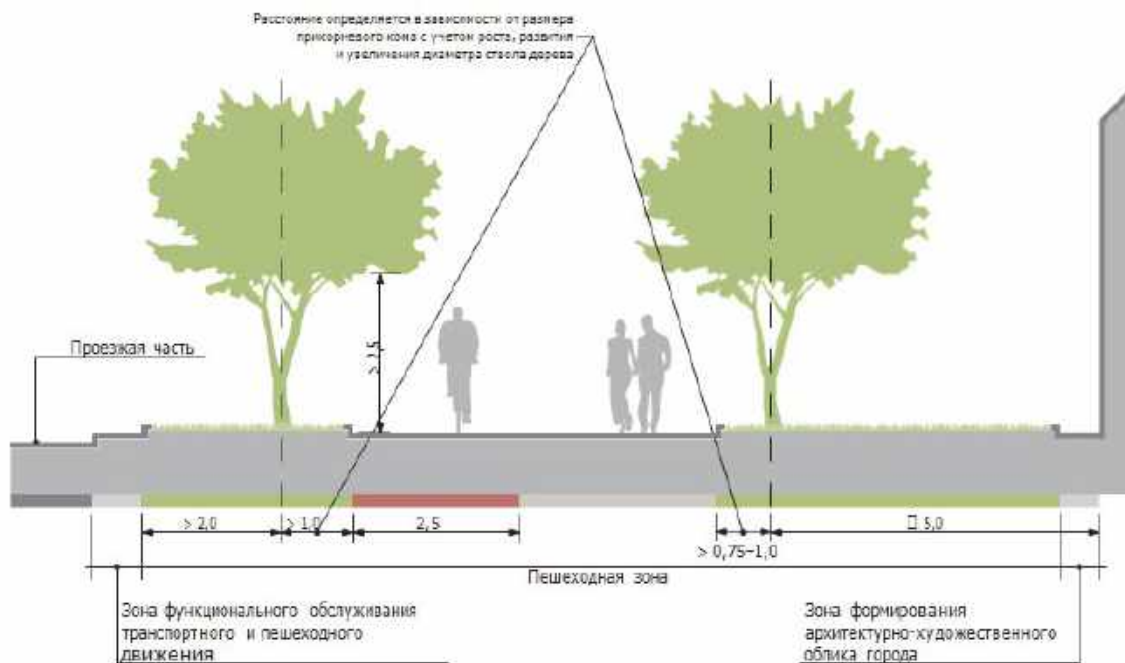 Расстояние определяется в зависимости от размера
прикорневого кома с учетом роста, развития
и увеличения диаметра ствола дерева
Проезжая часть
> 2,5
> 2,0
> 1,0
2,5
□ 5,0
> 0,75–1,0
Пешеходная зона
Зона функционального обслуживания
транспортного и пешеходного
движения
Зона формирования
архитектурно-художественного
облика города